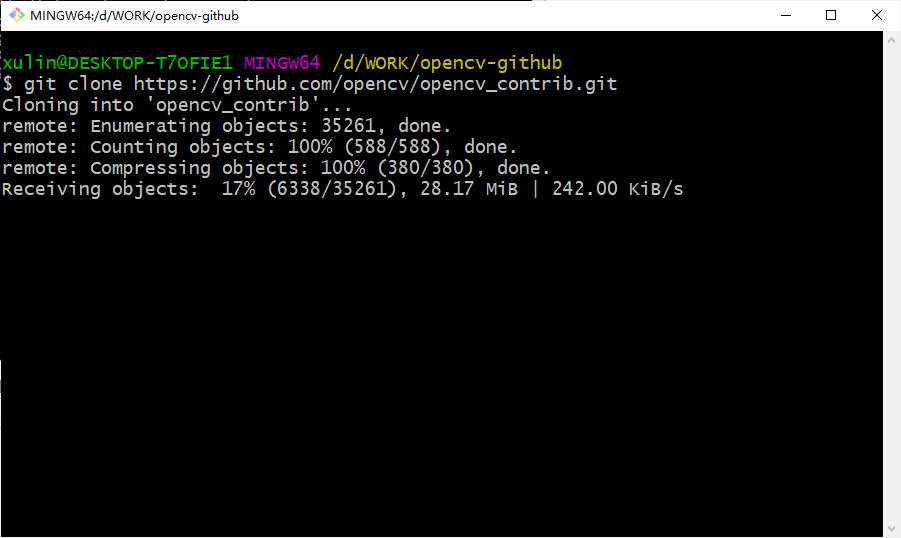 MINGW64:/d/WORK/opencv-github
xulin@DESKTOP-T7OFIE1 MINGW64 /d/WORK/opencv-github
$ git clone https://github.com/opencv/opencv_contrib.git
Cloning into 'opencv_contrib'...
remote: Enumerating objects: 35261, done.
remote: Counting objects: 100% (588/588), done.
remote: Compressing objects: 100% (380/380), done.
Receiving objects:  17% (6338/35261), 28.17 MiB | 242.00 KiB/s